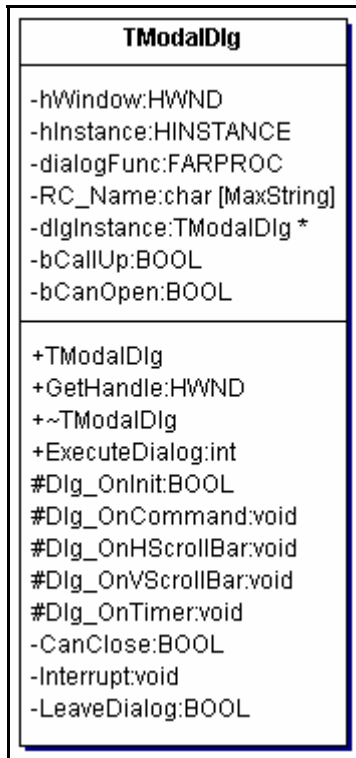 TModalDlg
-hWindow:HWND
-hInstance:HINSTANCE
-dialogFunc:FARPROC
-RC_Name:char [MaxString]
-dlgInstance:TModalDlg *
-bCallUp:BOOL
-bCanOpen:BOOL
+TModalDlg
+GetHandle:HWND
+~TModalDlg
+ExecuteDialog:int
#Dlg_OnInit:BOOL
#Dlg_OnCommand:void
#Dlg_OnHScrollBar:void
#Dlg_OnVScrollBar:void
#Dlg_OnTimer:void
-CanClose:BOOL
-Interrupt:void
-LeaveDialog:BOOL